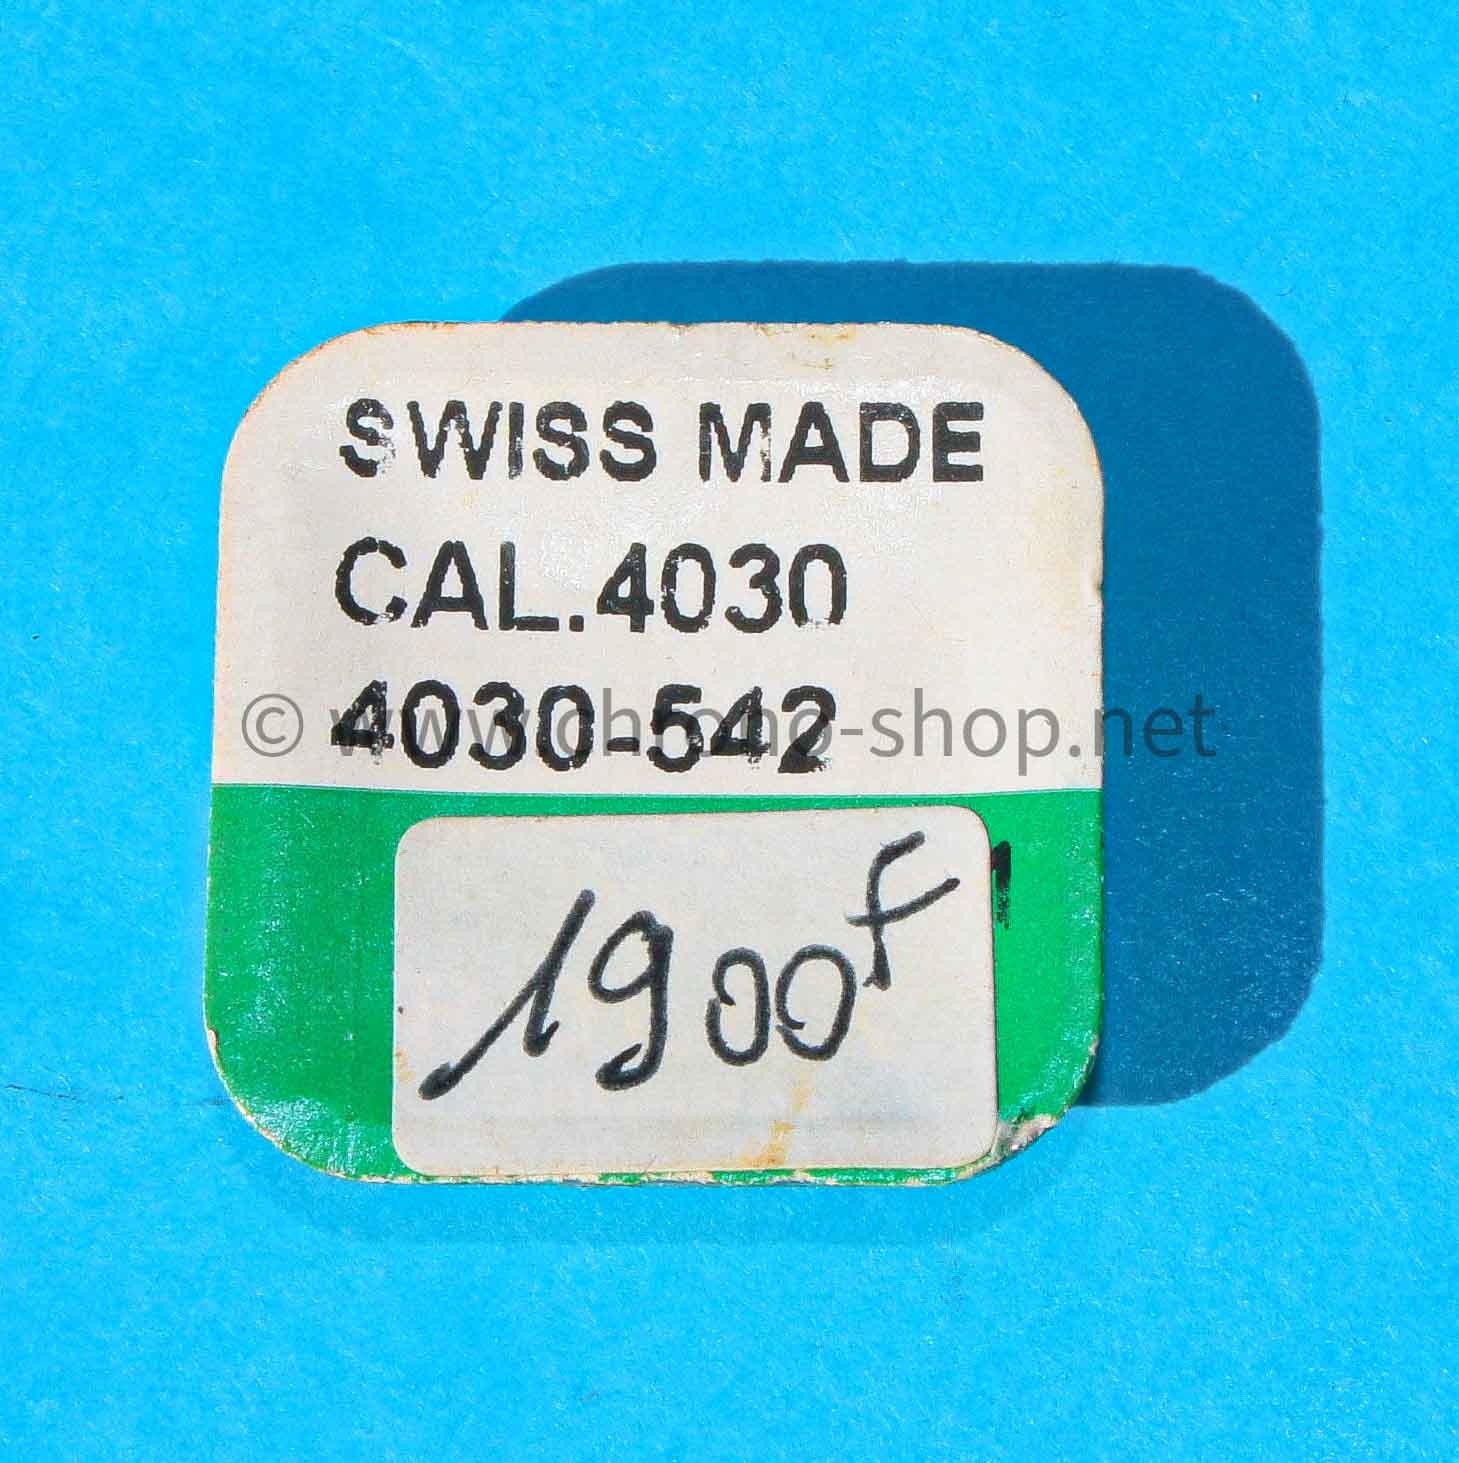 SWISS MADE
CAL.4030
4030-542
© www.chrono-shop.net
1900F